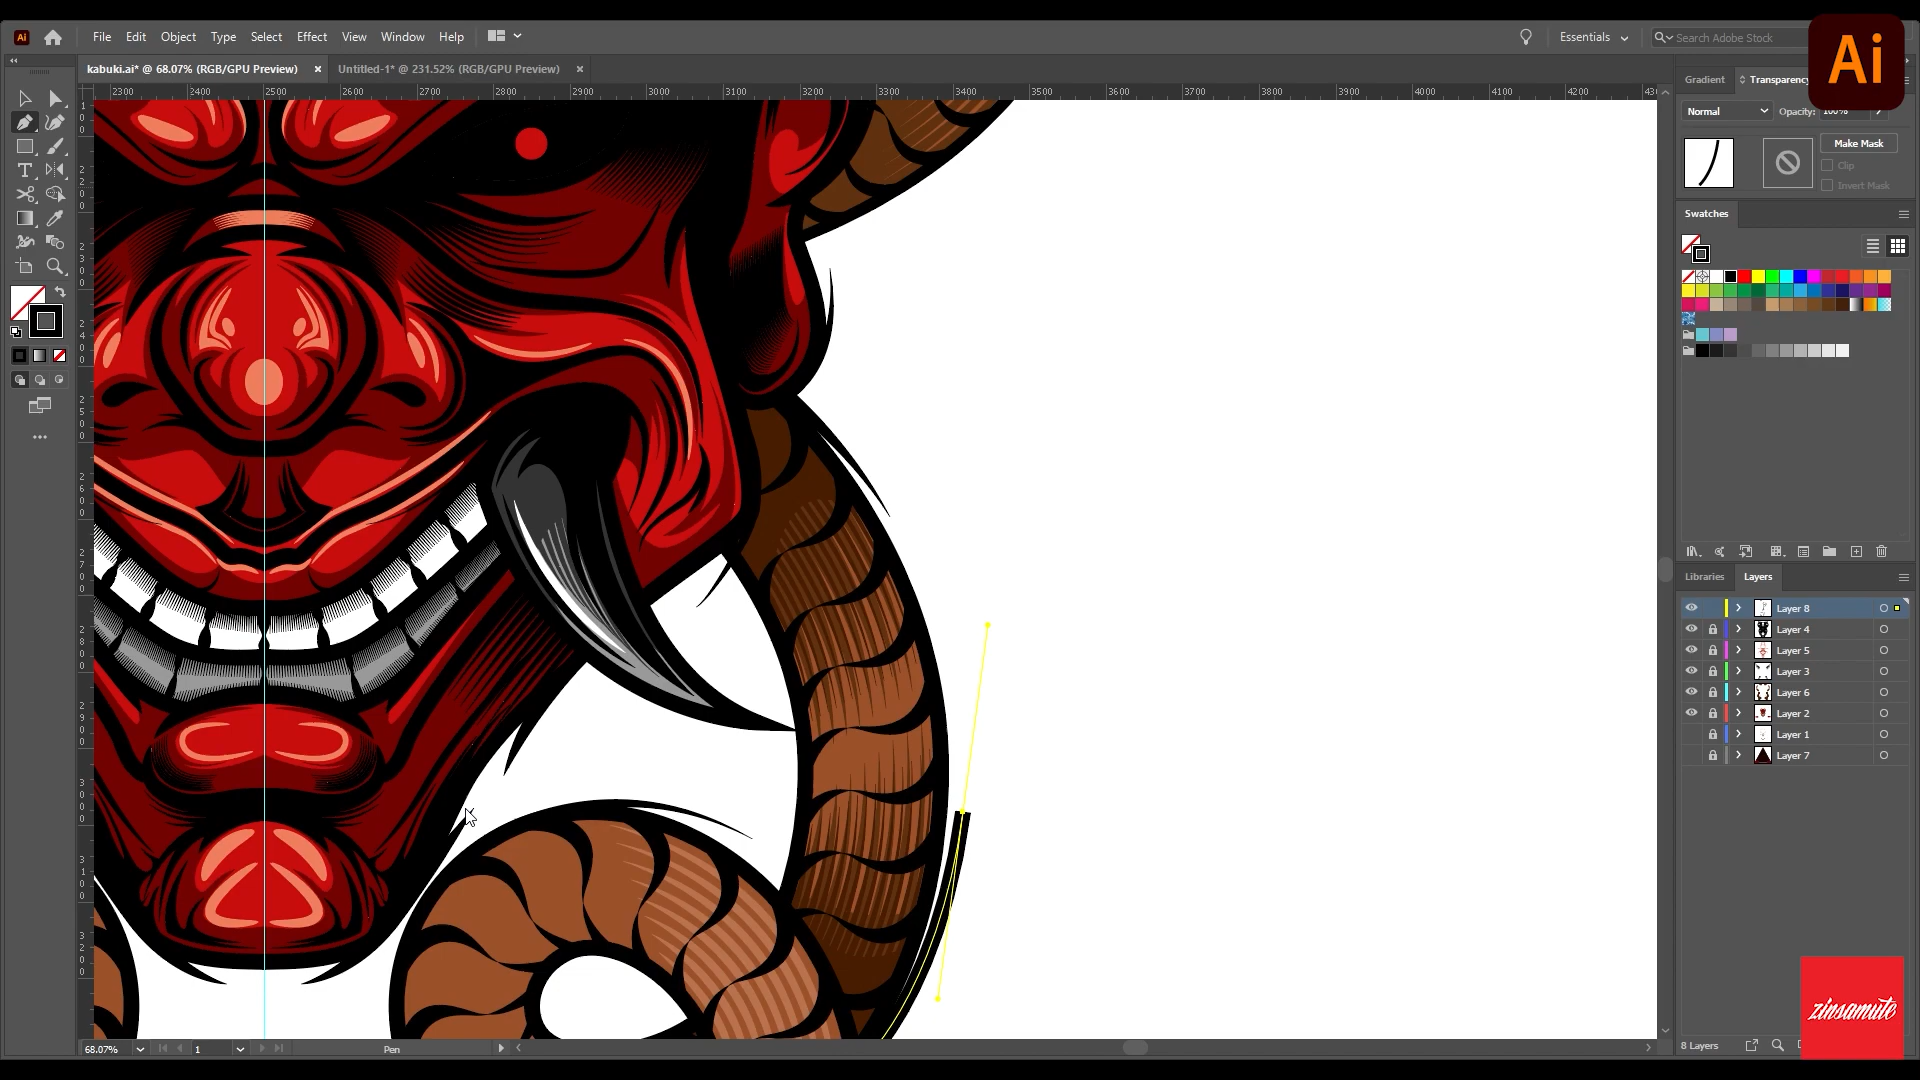 Ai
File Edit Object Type Select Effect View Window Help
Essentials
Search Adobe Stock
Ai
kabuki.ai* @ 68.07% (RGB/GPU Preview)
Untitled-1* @ 231.52% (RGB/GPU Preview)
2300 2400 2500 2600 2700 2800 2900 3000 3100 3200 3300 3400 3500 3600 3700 3800 3900 4000 4100 4200
Gradient
Transparency
Normal
Opacity: 100%
Make Mask
Clip
Invert Mask
Swatches
Libraries
Layers
Layer 8
Layer 4
Layer 5
Layer 3
Layer 6
Layer 2
Layer 1
Layer 7
8 Layers
68.07%
1
Pen
zinsamute